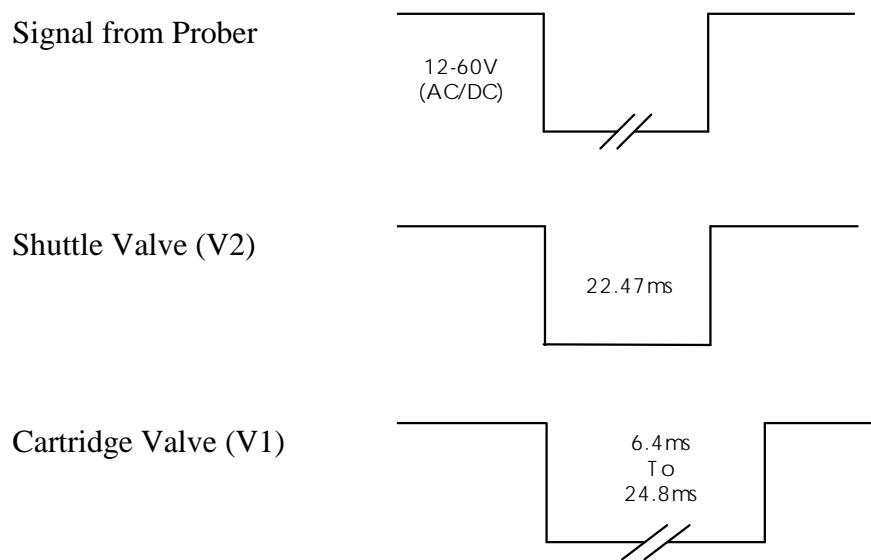 Signal from Prober
12-60V
(AC/DC)
Shuttle Valve (V2)
22.47ms
Cartridge Valve (V1)
6.4ms
To
24.8ms